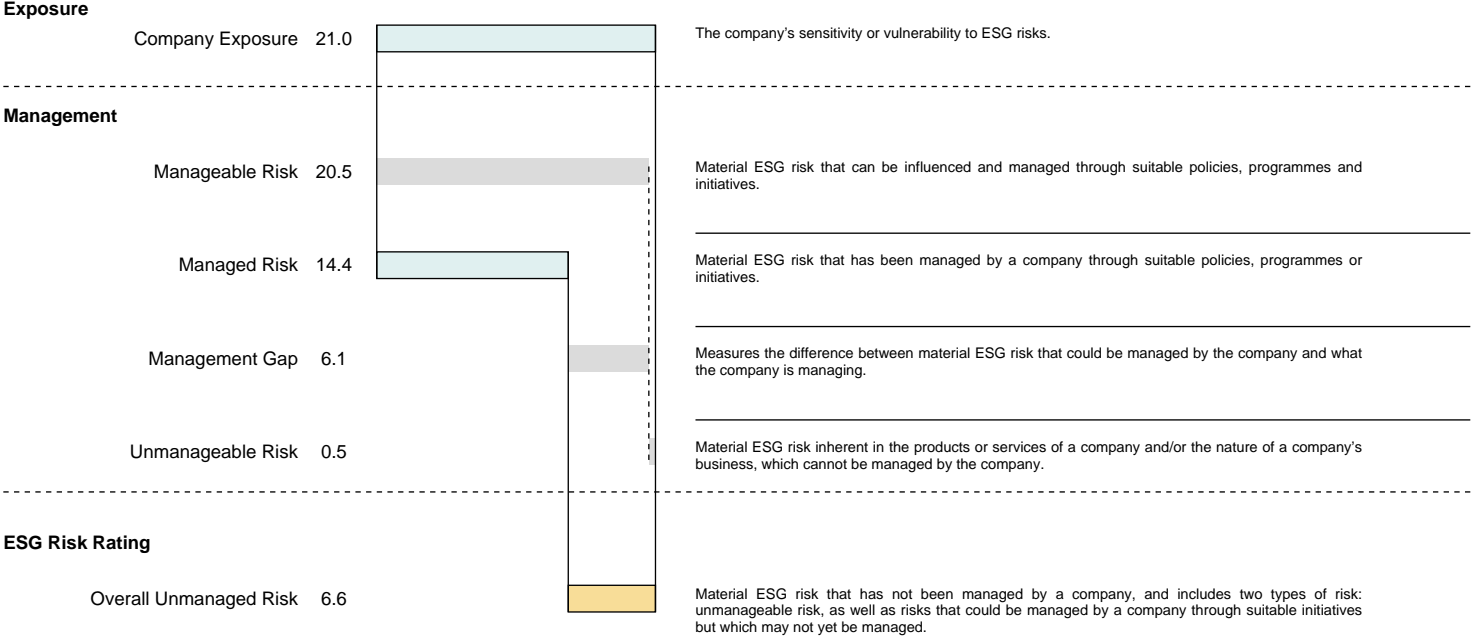 Exposure
Company Exposure 21.0
The company’s sensitivity or vulnerability to ESG risks.
Management
Manageable Risk 20.5
Material ESG risk that can be influenced and managed through suitable policies, programmes and
initiatives.
Managed Risk 14.4
Material ESG risk that has been managed by a company through suitable policies, programmes or
initiatives.
Management Gap 6.1
Measures the difference between material ESG risk that could be managed by the company and what
the company is managing.
Unmanageable Risk 0.5
Material ESG risk inherent in the products or services of a company and/or the nature of a company’s
business, which cannot be managed by the company.
ESG Risk Rating
Overall Unmanaged Risk 6.6
Material ESG risk that has not been managed by a company, and includes two types of risk:
unmanageable risk, as well as risks that could be managed by a company through suitable initiatives
but which may not yet be managed.